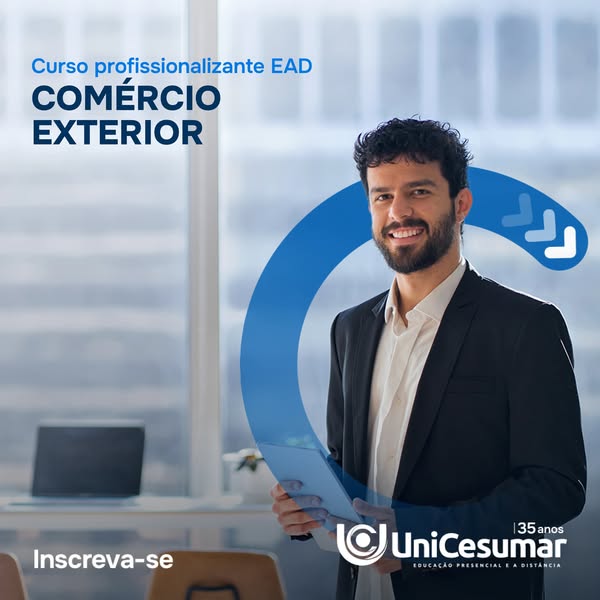 Curso profissionalizante EAD
COMÉRCIO
EXTERIOR
Inscreva-se
35 anos
UniCesumar
EDUCAÇÃO PRESENCIAL E A DISTÂNCIA